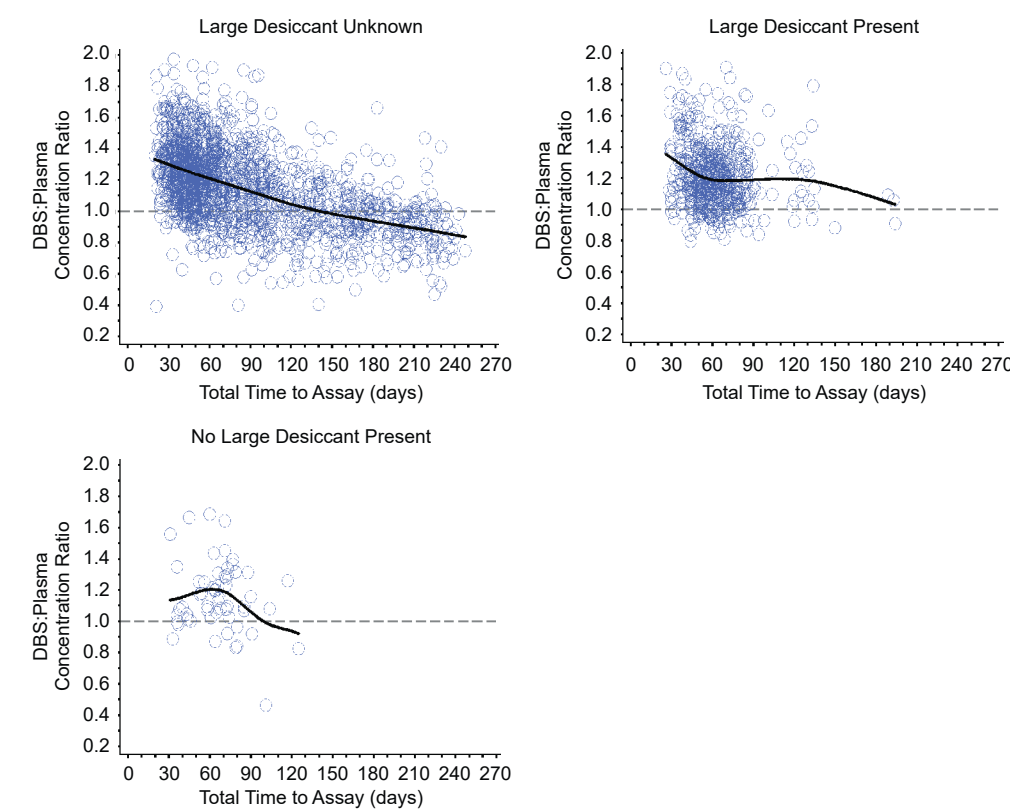 Large Desiccant Unknown
DBS:Plasma
Concentration Ratio
2.0
1.8
1.6
1.4
1.2
1.0
0.8
0.6
0.4
0.2
0 30 60 90 120 150 180 210 240 270
Total Time to Assay (days)
Large Desiccant Present
DBS:Plasma
Concentration Ratio
2.0
1.8
1.6
1.4
1.2
1.0
0.8
0.6
0.4
0.2
0 30 60 90 120 150 180 210 240 270
Total Time to Assay (days)
No Large Desiccant Present
DBS:Plasma
Concentration Ratio
2.0
1.8
1.6
1.4
1.2
1.0
0.8
0.6
0.4
0.2
0 30 60 90 120 150 180 210 240 270
Total Time to Assay (days)